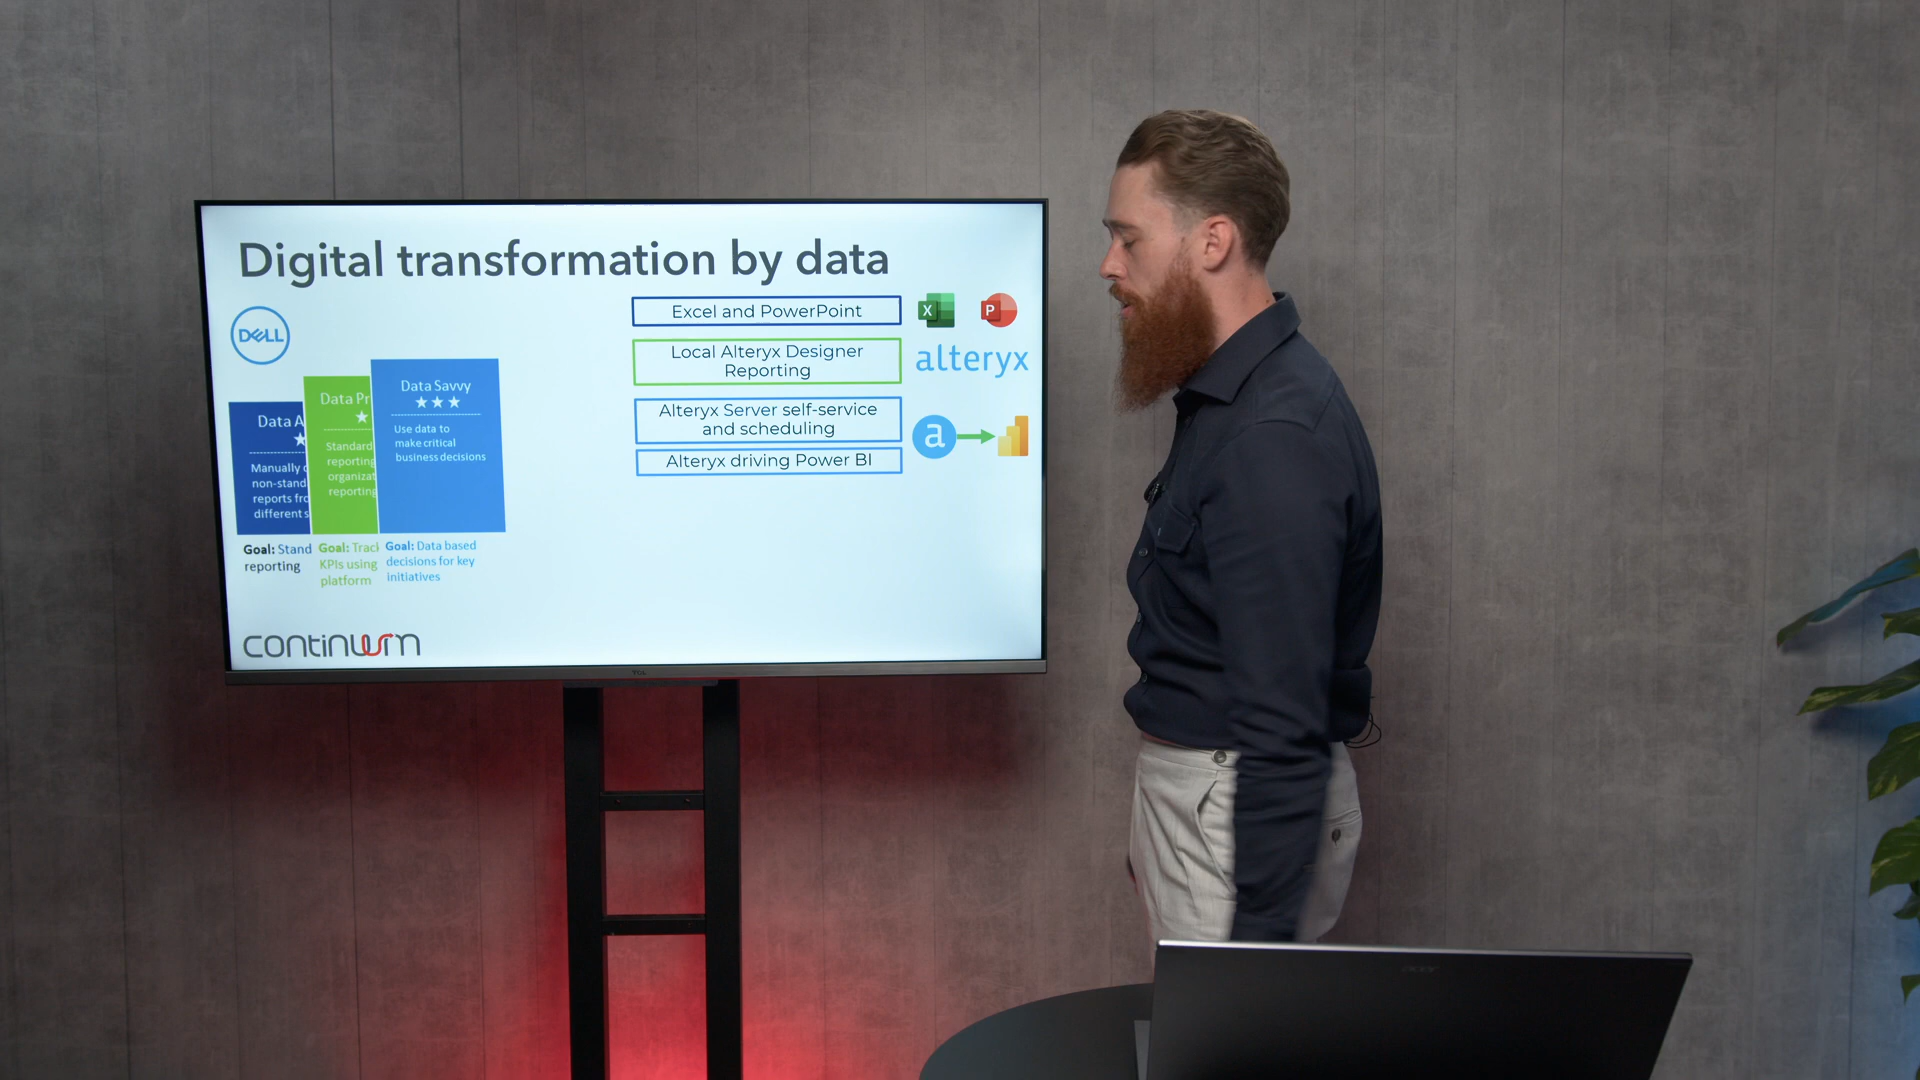 Digital transformation by data
DELL
Data A
Manually
non-stand
reports fro
different s
Goal: Stand
reporting
Data Pr
Standard
reporting
organizat
reporting
Goal: Track
KPIs using
platform
Data Savvy
Use data to
make critical
business decisions
Goal: Data based
decisions for key
initiatives
Excel and PowerPoint
X
P
Local Alteryx Designer
Reporting
alteryx
Alteryx Server self-service
and scheduling
a
Alteryx driving Power BI
continuum
TCL
acer